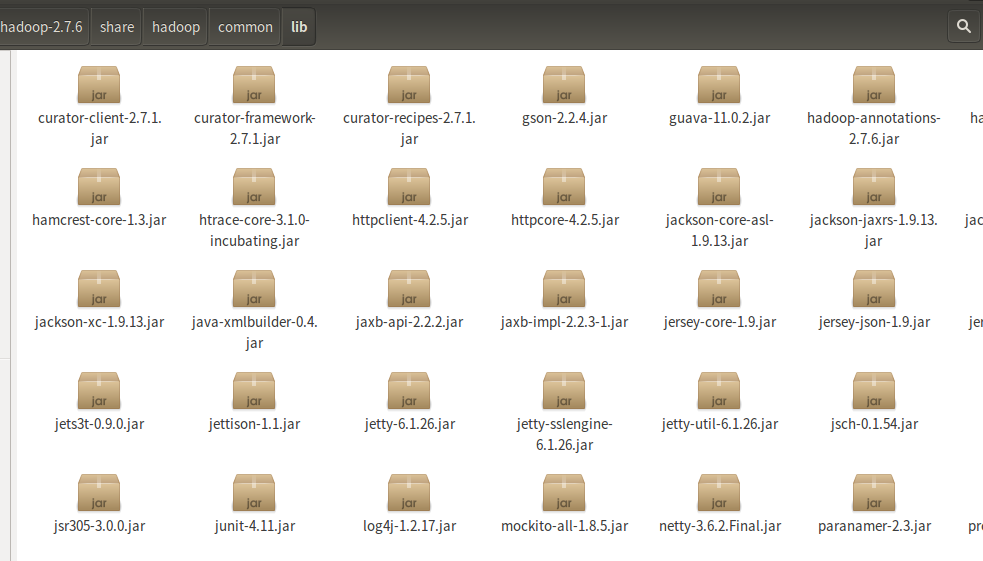 hadoop-2.7.6 share hadoop common lib
jar jar jar jar jar jar
curator-client-2.7.1. curator-framework- curator-recipes-2.7.1. gson-2.2.4.jar guava-11.0.2.jar hadoop-annotations- ha
jar 2.7.1.jar jar 2.7.6.jar
jar jar jar jar jar jar
hamcrest-core-1.3.jar htrace-core-3.1.0- httpclient-4.2.5.jar httpcore-4.2.5.jar jackson-core-asl- jackson-jaxrs-1.9.13. jac
incubating.jar 1.9.13.jar jar
jar jar jar jar jar jar
jackson-xc-1.9.13.jar java-xmlbuilder-0.4. jaxb-api-2.2.2.jar jaxb-impl-2.2.3-1.jar jersey-core-1.9.jar jersey-json-1.9.jar jer
jar
jar jar jar jar jar jar
jets3t-0.9.0.jar jettison-1.1.jar jetty-6.1.26.jar jetty-sslengine- jetty-util-6.1.26.jar jsch-0.1.54.jar
6.1.26.jar
jar jar jar jar jar jar
jsr305-3.0.0.jar junit-4.11.jar log4j-1.2.17.jar mockito-all-1.8.5.jar netty-3.6.2.Final.jar paranamer-2.3.jar pro